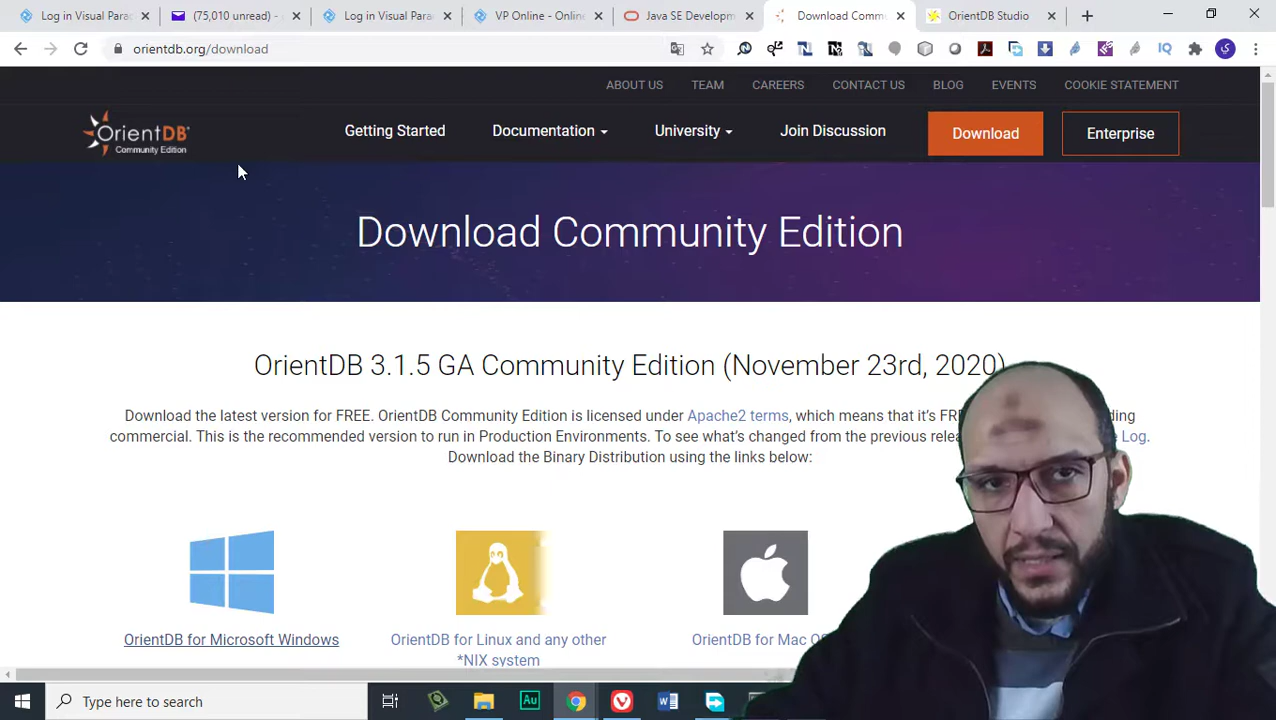 Log in Visual Para
(75,010 unread) -
Log in Visual Para
VP Online - Online
Java SE Developm
Download Comm
OrientDB Studio
orientdb.org/download
ABOUT US TEAM CAREERS CONTACT US BLOG EVENTS COOKIE STATEMENT
OrientDB
Community Edition
Getting Started Documentation University Join Discussion Download Enterprise
Download Community Edition
OrientDB 3.1.5 GA Community Edition (November 23rd, 2020)
Download the latest version for FREE. OrientDB Community Edition is licensed under Apache2 terms, which means that it's
commercial. This is the recommended version to run in Production Environments. To see what's changed from the previous Log.
Download the Binary Distribution using the links below:
OrientDB for Microsoft Windows
OrientDB for Linux and any other
*NIX system
OrientDB for Mac
Type here to search